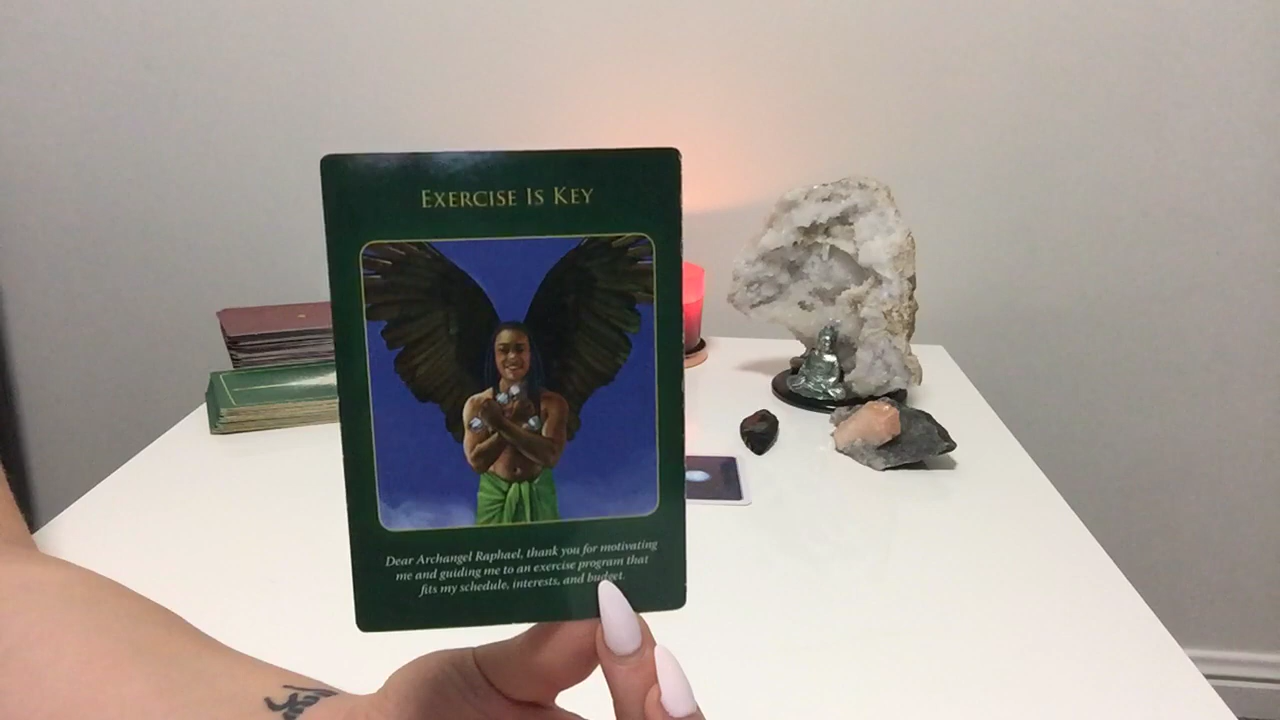 Exercise Is Key
Dear Archangel Raphael, thank you for motivating
me and guiding me to an exercise program that
fits my schedule, interests, and budget.